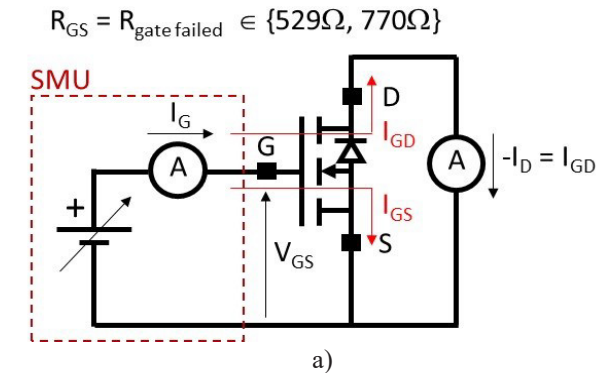 R_GS = R_gate failed ∈ {529Ω, 770Ω}
SMU
I_G
A
G
D
I_GD
A
-I_D = I_GD
+
V_GS
I_GS
S
a)